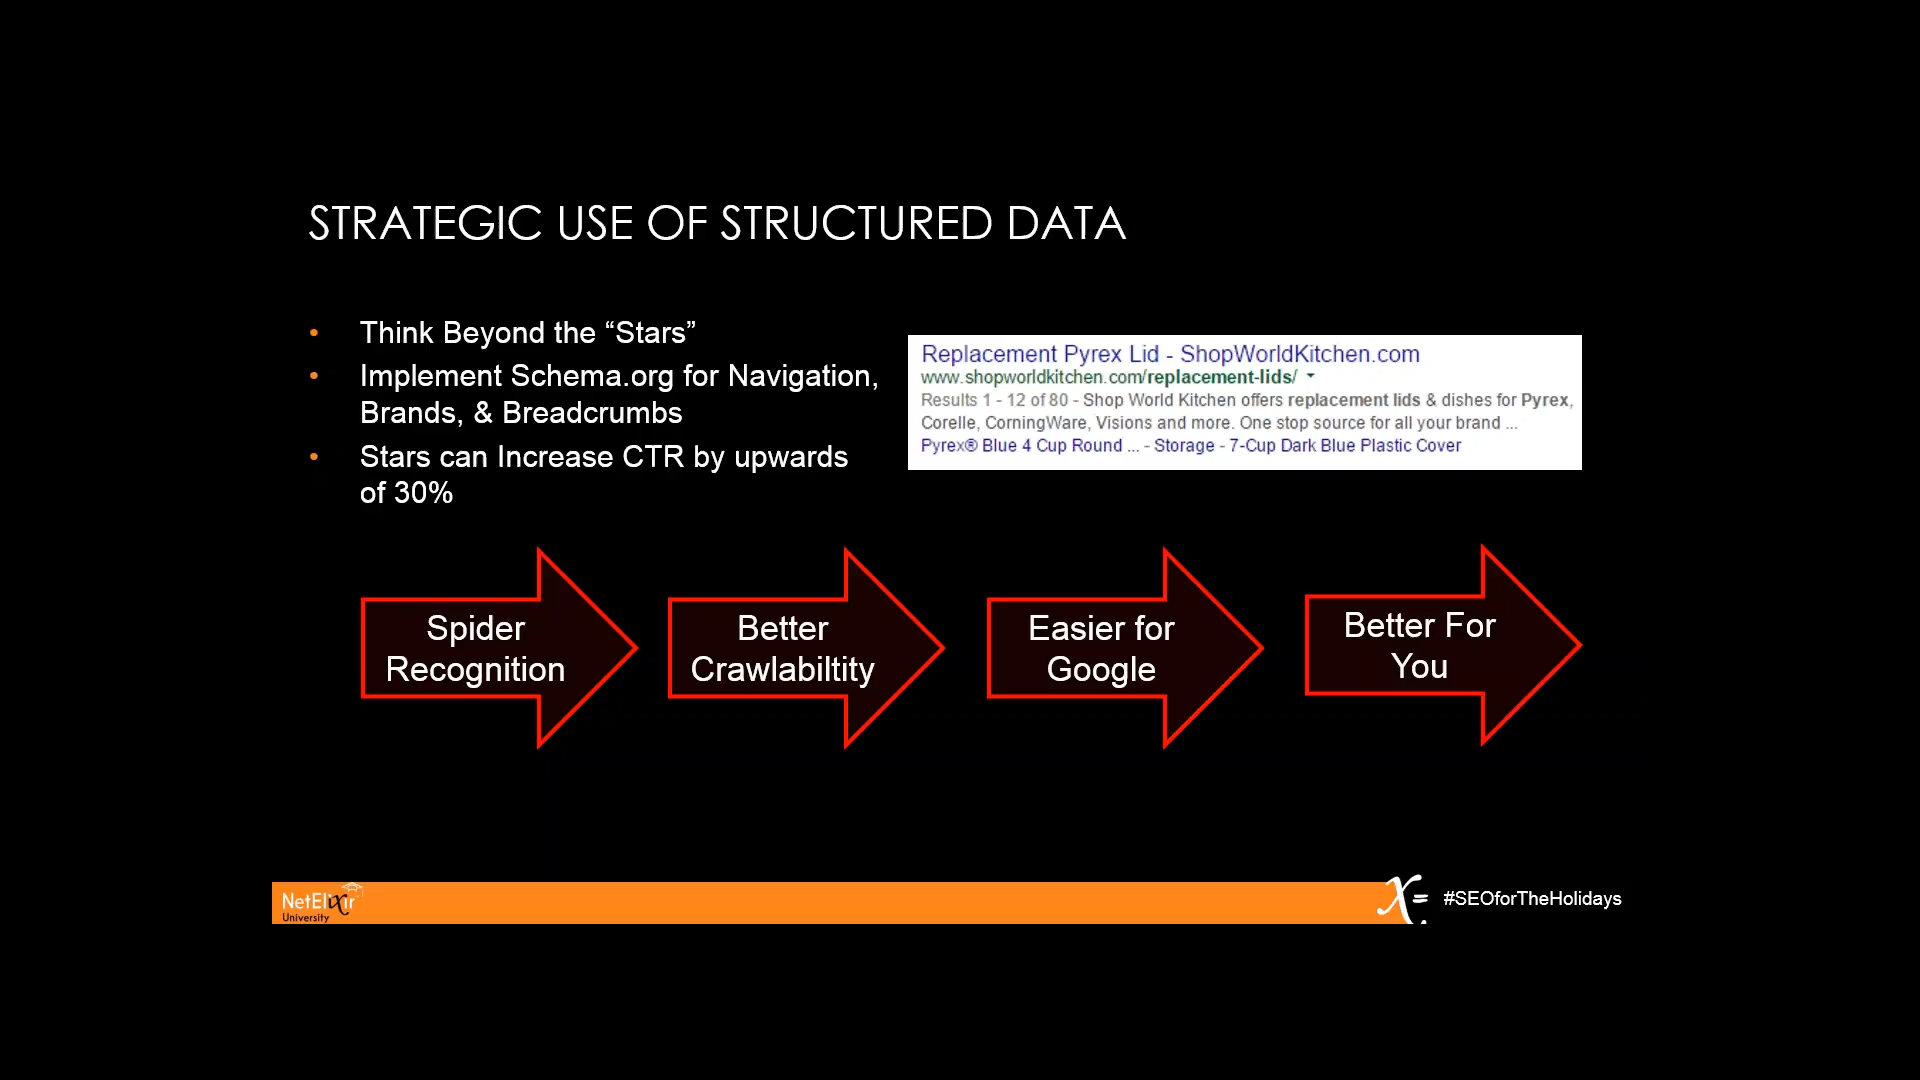 STRATEGIC USE OF STRUCTURED DATA
• Think Beyond the “Stars”
• Implement Schema.org for Navigation,
Brands, & Breadcrumbs
• Stars can Increase CTR by upwards
of 30%
Replacement Pyrex Lid - ShopWorldKitchen.com
www.shopworldkitchen.com/replacement-lids/
Results 1 - 12 of 80 - Shop World Kitchen offers replacement lids & dishes for Pyrex,
Corelle, CorningWare, Visions and more. One stop source for all your brand ...
Pyrex® Blue 4 Cup Round ... - Storage - 7-Cup Dark Blue Plastic Cover
Spider
Recognition
Better
Crawlabiltity
Easier for
Google
Better For
You
NetElixir
University
X=
#SEOforTheHolidays